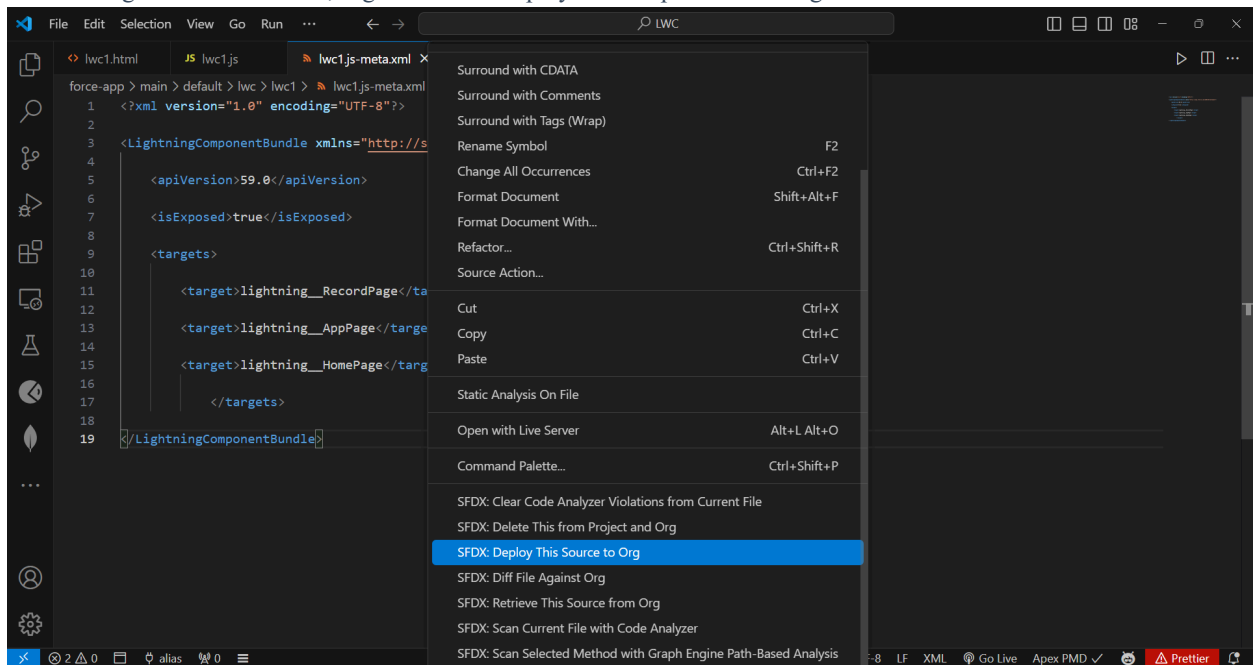 File Edit Selection View Go Run ··· ← → LWC
lwc1.html JS lwc1.js lwc1.js-meta.xml
force-app > main > default > lwc > lwc1 > lwc1.js-meta.xml
1 <?xml version="1.0" encoding="UTF-8"?>
2
3 <LightningComponentBundle xmlns="http://s
4
5 <apiVersion>59.0</apiVersion>
6
7 <isExposed>true</isExposed>
8
9 <targets>
10
11 <target>lightning__RecordPage</ta
12
13 <target>lightning__AppPage</targe
14
15 <target>lightning__HomePage</targ
16
17 </targets>
18
19 </LightningComponentBundle>
Surround with CDATA
Surround with Comments
Surround with Tags (Wrap)
Rename Symbol F2
Change All Occurrences Ctrl+F2
Format Document Shift+Alt+F
Format Document With...
Refactor... Ctrl+Shift+R
Source Action...
Cut Ctrl+X
Copy Ctrl+C
Paste Ctrl+V
Static Analysis On File
Open with Live Server Alt+L Alt+O
Command Palette... Ctrl+Shift+P
SFDX: Clear Code Analyzer Violations from Current File
SFDX: Delete This from Project and Org
SFDX: Deploy This Source to Org
SFDX: Diff File Against Org
SFDX: Retrieve This Source from Org
SFDX: Scan Current File with Code Analyzer
SFDX: Scan Selected Method with Graph Engine Path-Based Analysis
2 0 alias 0 F-8 LF XML Go Live Apex PMD ✓ Prettier